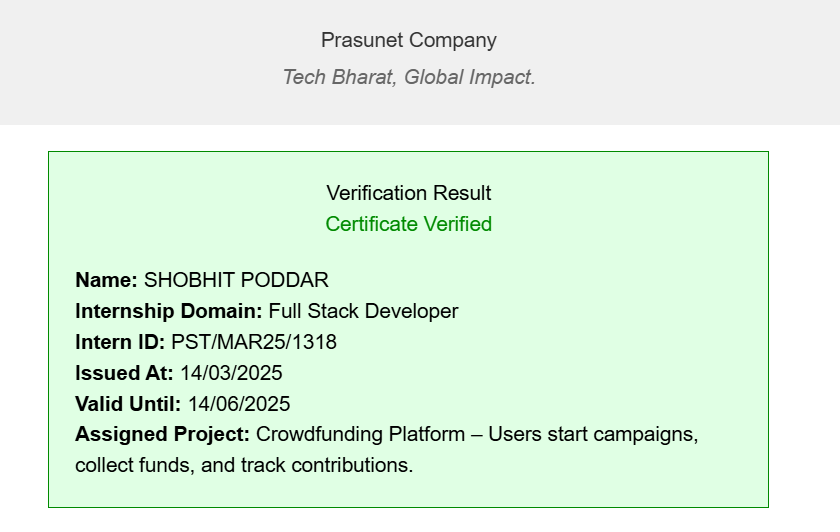 Prasunet Company
Tech Bharat, Global Impact.
Verification Result
Certificate Verified
Name: SHOBHIT PODDAR
Internship Domain: Full Stack Developer
Intern ID: PST/MAR25/1318
Issued At: 14/03/2025
Valid Until: 14/06/2025
Assigned Project: Crowdfunding Platform – Users start campaigns,
collect funds, and track contributions.